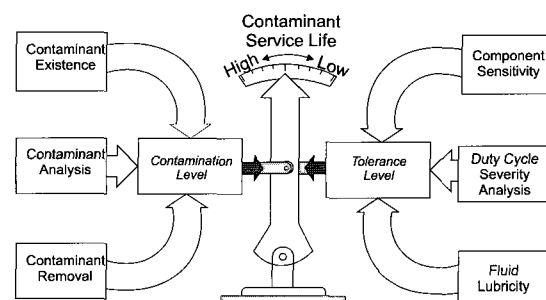 Contaminant
Service Life
High
Low
Contaminant
Existence
Contaminant
Analysis
Contaminant
Removal
Contamination
Level
Tolerance
Level
Component
Sensitivity
Duty Cycle
Severity
Analysis
Fluid
Lubricity